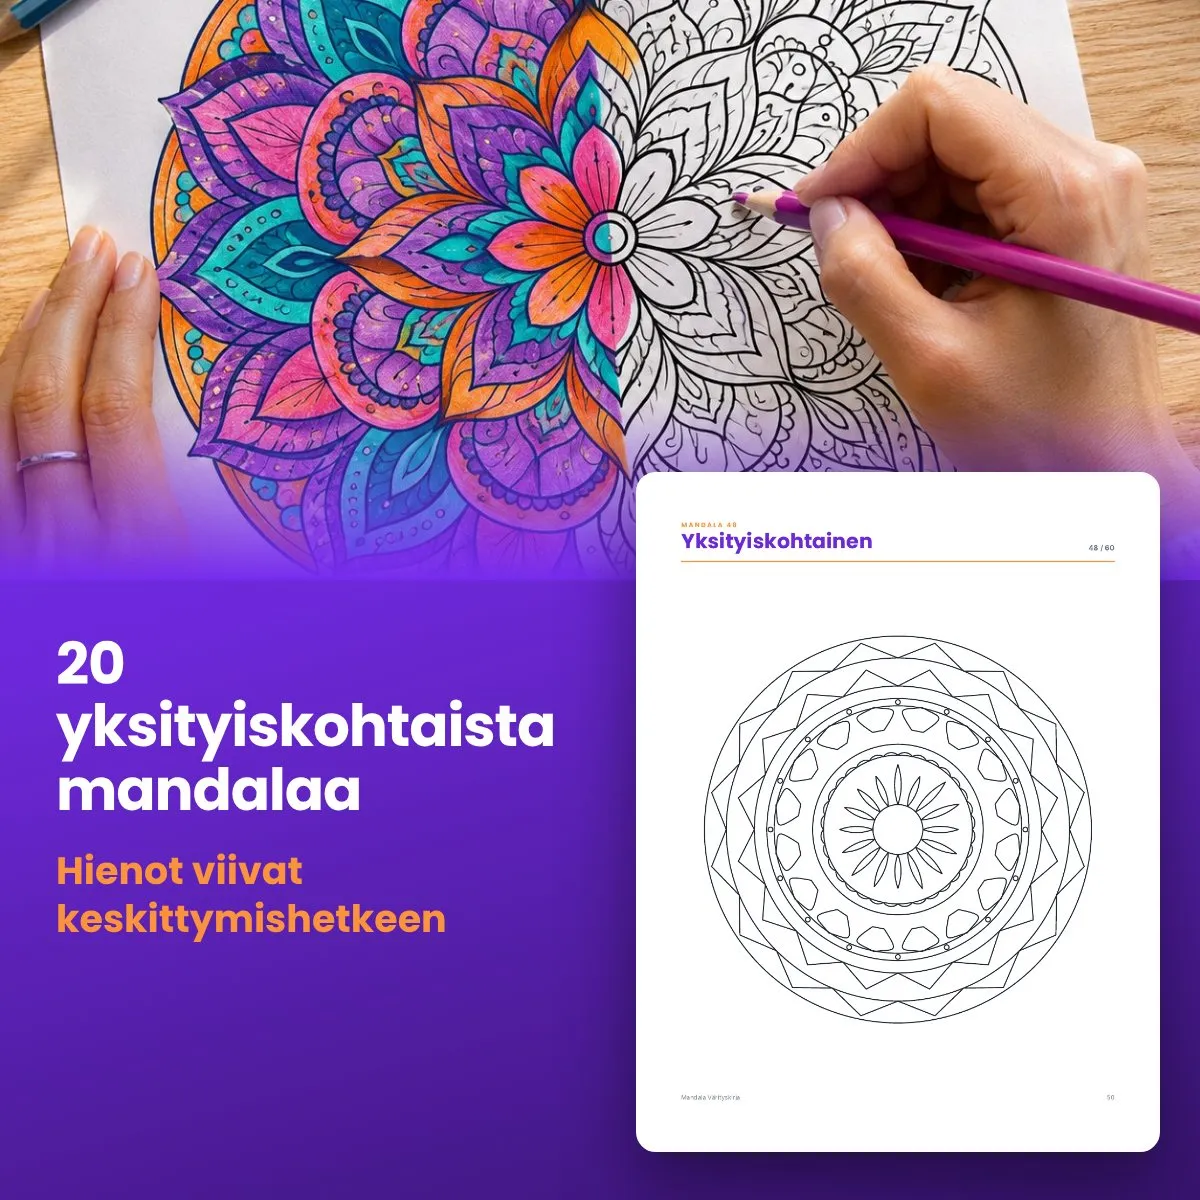 MANDALA 48
Yksityiskohtainen
48 / 60
20
yksityiskohtaista
mandalaa
Hienot viivat
keskittymishetkeen
Mandala Värityskirja
50